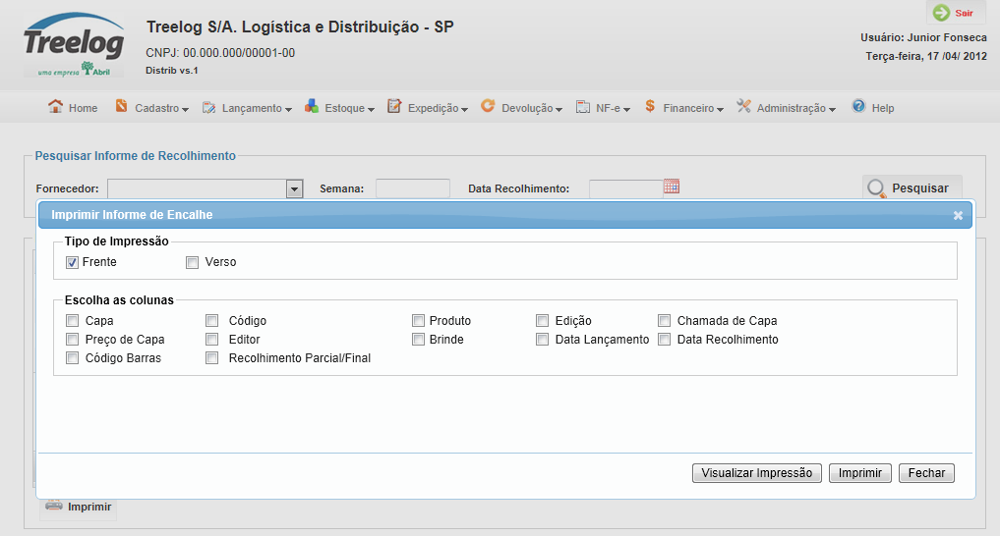 Treelog
uma empresa Abril
Treelog S/A. Logística e Distribuição - SP
CNPJ: 00.000.000/00001-00
Distrib vs.1
Sair
Usuário: Junior Fonseca
Terça-feira, 17 /04/ 2012
Home Cadastro Lançamento Estoque Expedição Devolução NF-e Financeiro Administração Help
Pesquisar Informe de Recolhimento
Fornecedor: Semana: Data Recolhimento: Pesquisar
Imprimir Informe de Encalhe
Tipo de Impressão
Frente Verso
Escolha as colunas
Capa Código Produto Edição Chamada de Capa
Preço de Capa Editor Brinde Data Lançamento Data Recolhimento
Código Barras Recolhimento Parcial/Final
Visualizar Impressão Imprimir Fechar
Imprimir